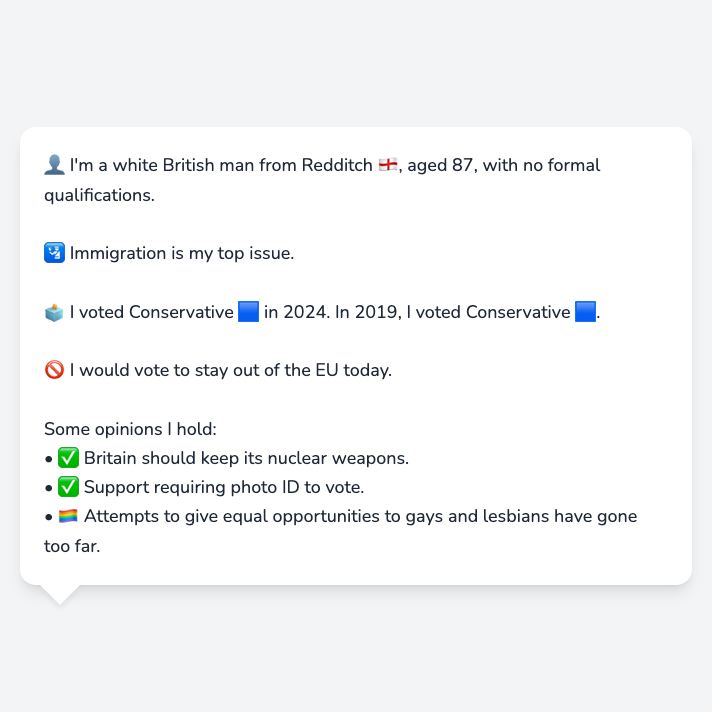 👤 I'm a white British man from Redditch 🏴󠁧󠁢󠁥󠁮󠁧󠁿, aged 87, with no formal
qualifications.
🛂 Immigration is my top issue.
🗳️ I voted Conservative 🟦 in 2024. In 2019, I voted Conservative 🟦.
🚫 I would vote to stay out of the EU today.
Some opinions I hold:
• ✅ Britain should keep its nuclear weapons.
• ✅ Support requiring photo ID to vote.
• 🏳️‍🌈 Attempts to give equal opportunities to gays and lesbians have gone
too far.